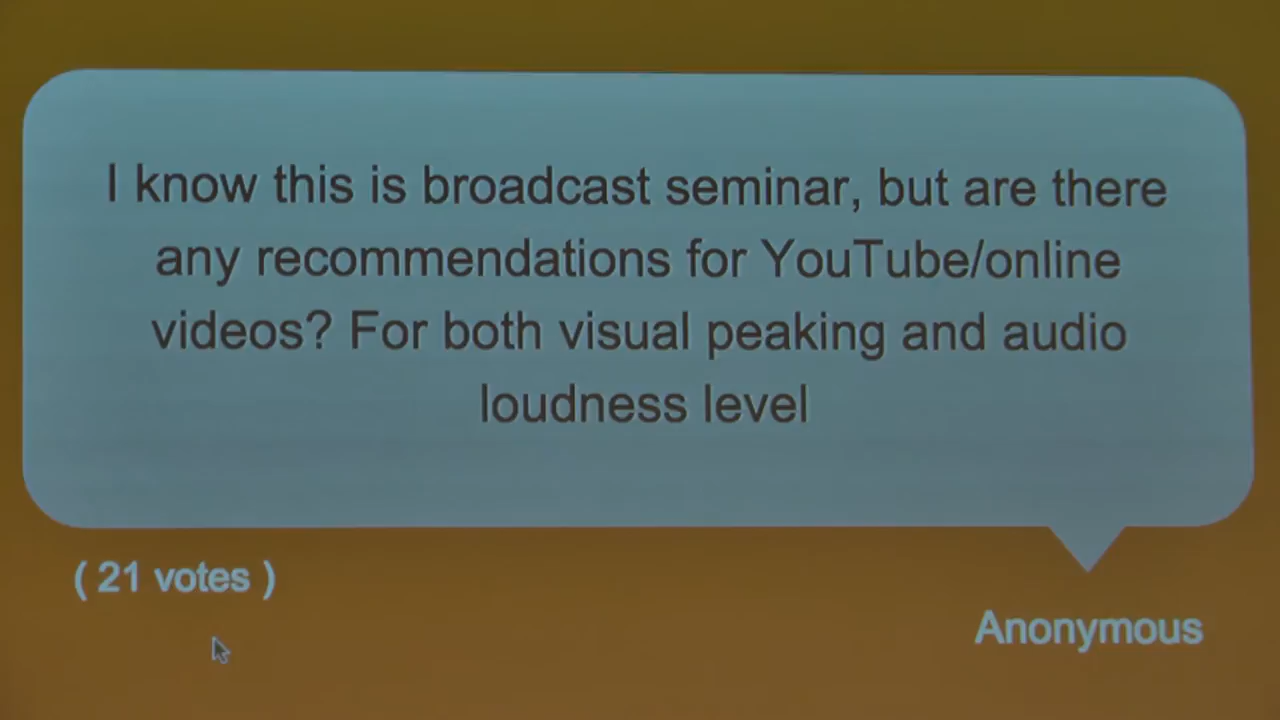 I know this is broadcast seminar, but are there
any recommendations for YouTube/online
videos? For both visual peaking and audio
loudness level
( 21 votes )
Anonymous